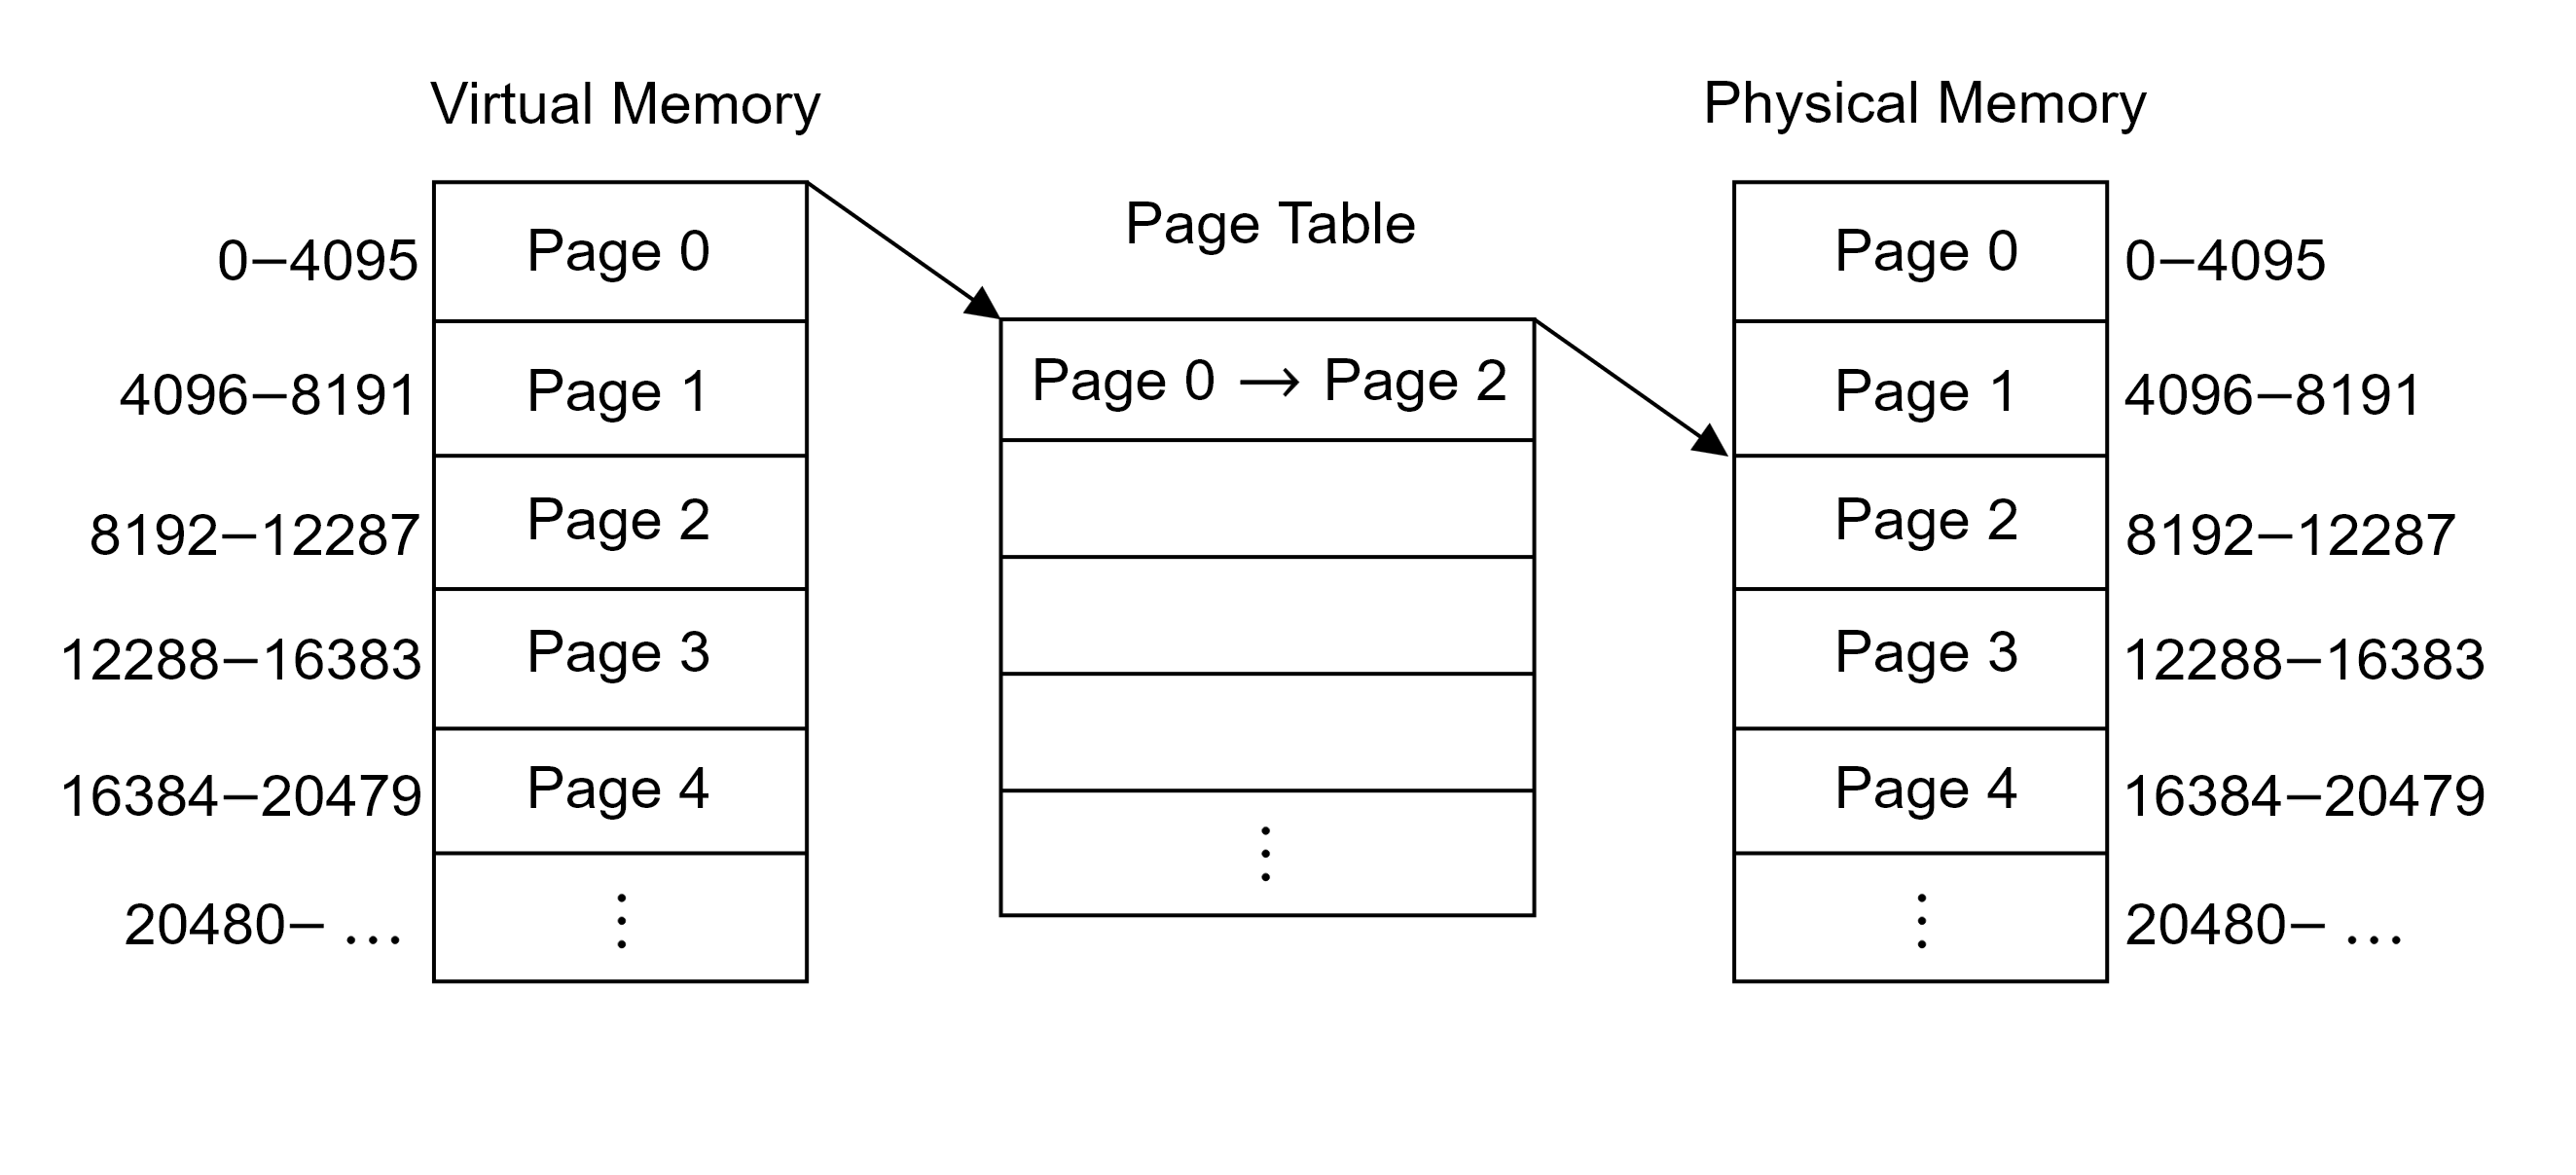 Virtual Memory
0–4095
Page 0
4096–8191
Page 1
8192–12287
Page 2
12288–16383
Page 3
16384–20479
Page 4
20480– …
⋮
Page Table
Page 0 → Page 2
⋮
Physical Memory
Page 0
0–4095
Page 1
4096–8191
Page 2
8192–12287
Page 3
12288–16383
Page 4
16384–20479
⋮
20480– …